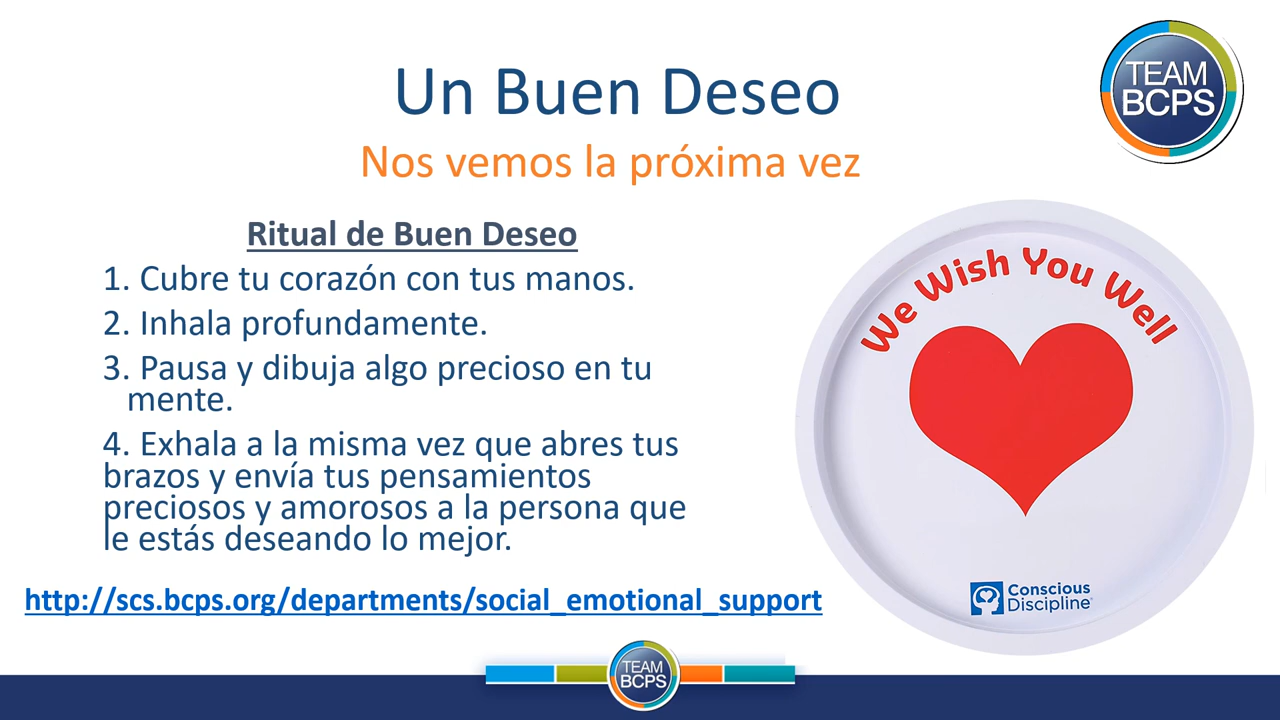 Un Buen Deseo
TEAM
BCPS
Nos vemos la próxima vez
Ritual de Buen Deseo
1. Cubre tu corazón con tus manos.
2. Inhala profundamente.
3. Pausa y dibuja algo precioso en tu
mente.
4. Exhala a la misma vez que abres tus
brazos y envía tus pensamientos
preciosos y amorosos a la persona que
le estás deseando lo mejor.
http://scs.bcps.org/departments/social_emotional_support
We Wish You Well
Conscious
Discipline
TEAM
BCPS